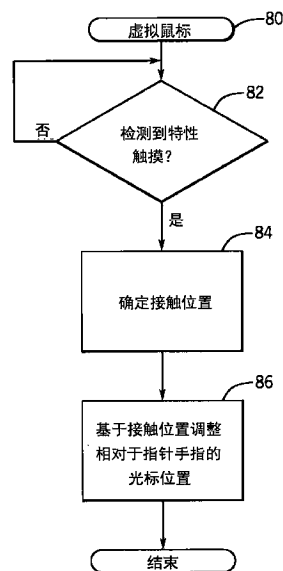 虚拟鼠标
80
82
检测到特性
触摸?
否
是
84
确定接触位置
86
基于接触位置调整
相对于指针手指的
光标位置
结束